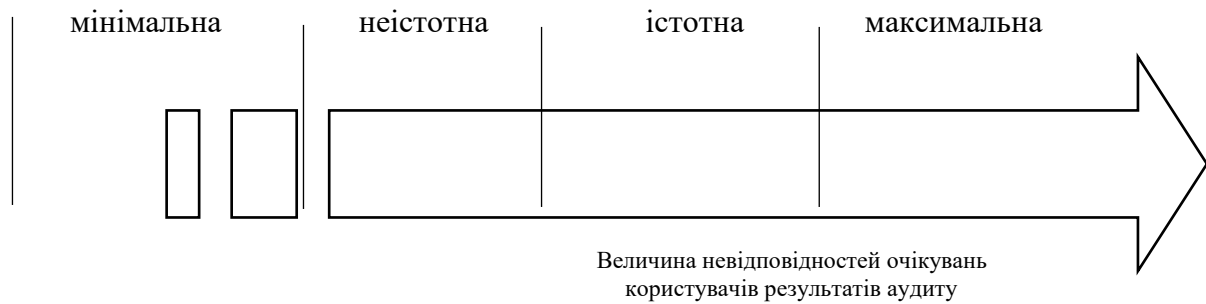 мінімальна неістотна істотна максимальна
Величина невідповідностей очікувань
користувачів результатів аудиту